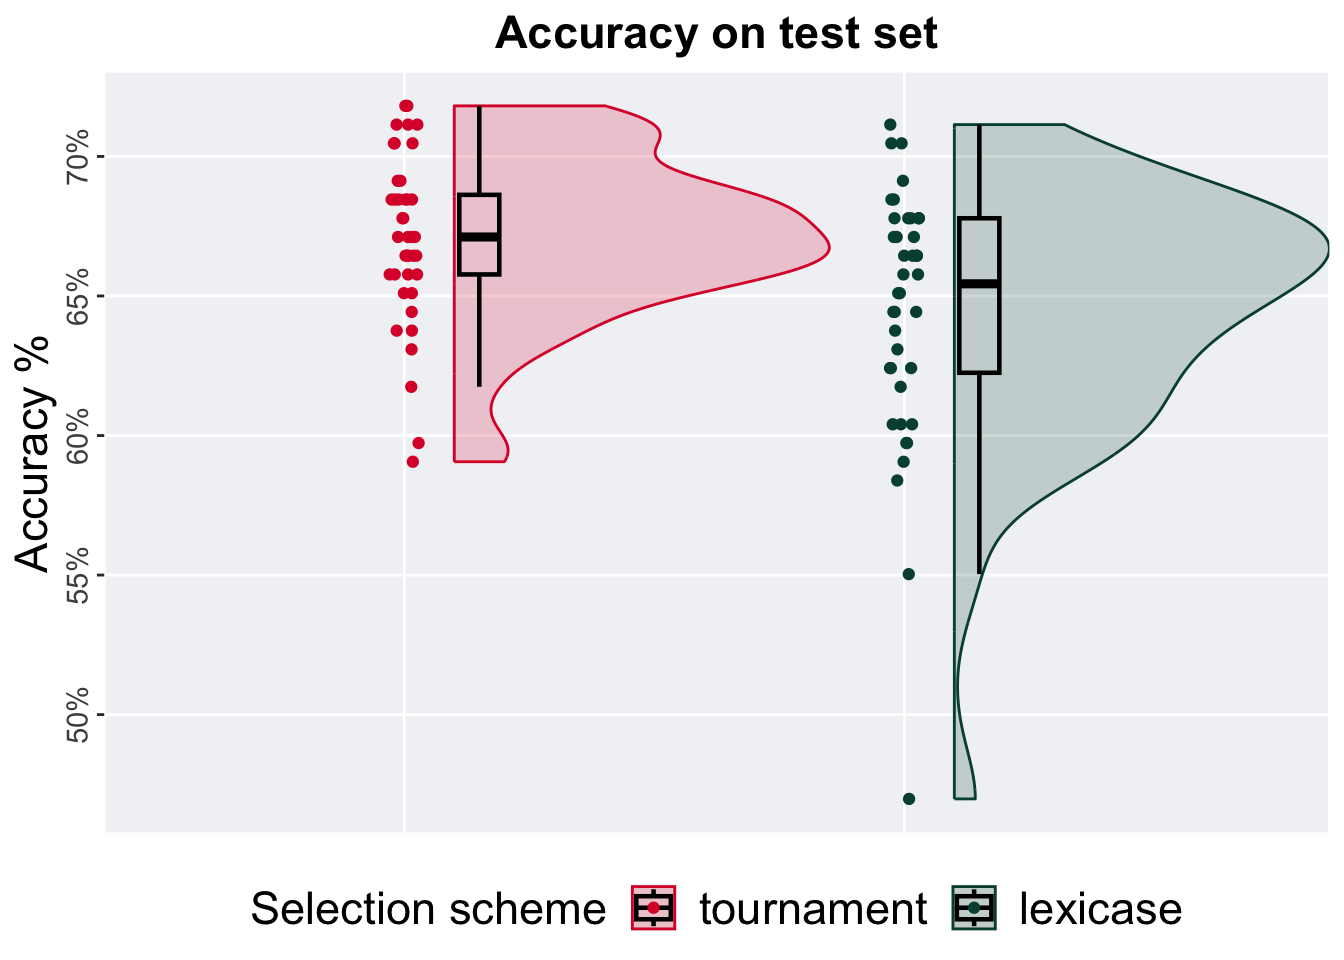 Accuracy on test set
Accuracy %
70%
65%
60%
55%
50%
Selection scheme tournament lexicase